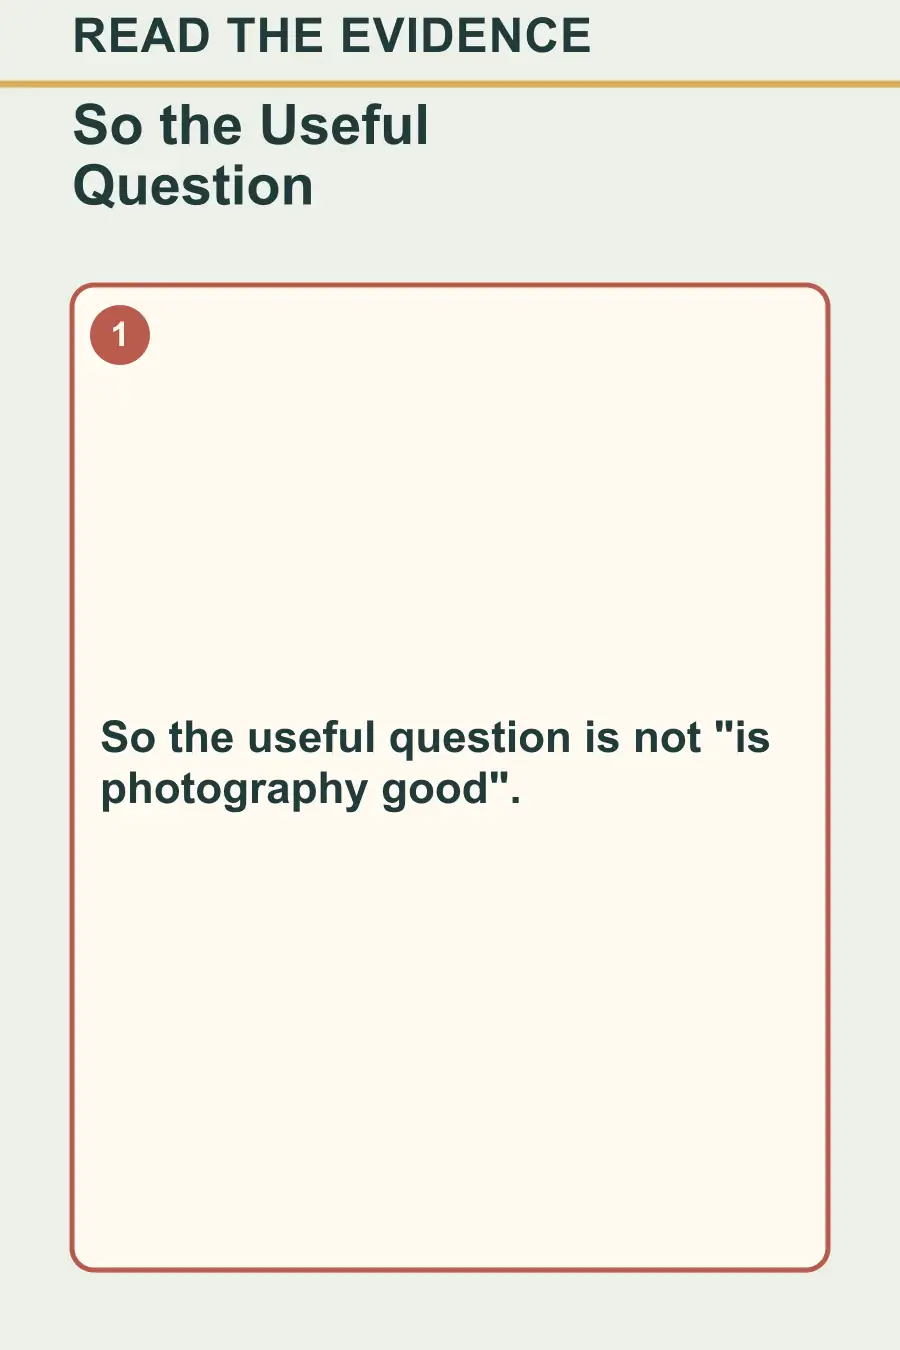 READ THE EVIDENCE
So the Useful
Question
1
So the useful question is not "is
photography good".